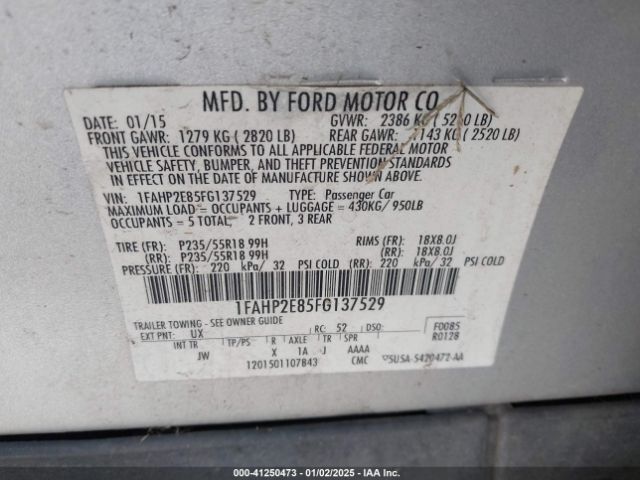 MFD. BY FORD MOTOR CO.
DATE: 01/15 GVWR: 2386 KG ( LB)
FRONT GAWR: 1279 KG ( 2820 LB) REAR GAWR: 1143 KG ( 2520 LB)
THIS VEHICLE CONFORMS TO ALL APPLICABLE FEDERAL MOTOR
VEHICLE SAFETY, BUMPER, AND THEFT PREVENTION STANDARDS
IN EFFECT ON THE DATE OF MANUFACTURE SHOWN ABOVE.
VIN: 1FAHP2E85FG137529 TYPE: Passenger Car
MAXIMUM LOAD = OCCUPANTS + LUGGAGE = 430KG/ 950LB
OCCUPANTS = 5 TOTAL: 2 FRONT, 3 REAR
TIRE (FR): P235/55R18 99H RIMS (FR): 18X8.0J
(RR): P235/55R18 99H (RR): 18X8.0J
PRESSURE (FR): 220 kPa/ 32 PSI COLD (RR): 220 kPa/ 32 PSI COLD
1FAHP2E85FG137529
TRAILER TOWING - SEE OWNER GUIDE
EXT PNT: UX RC: 52 DSO: F0085
INT TR TP/PS R AXLE TR SPR R0128
JW X 1A J AAAA
1201501107843 CMC ▽SUSA-5420472-AA
000-41250473 - 01/02/2025 - IAA Inc.